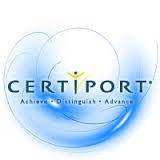 CERTIPORT®
Achieve • Distinguish • Advance